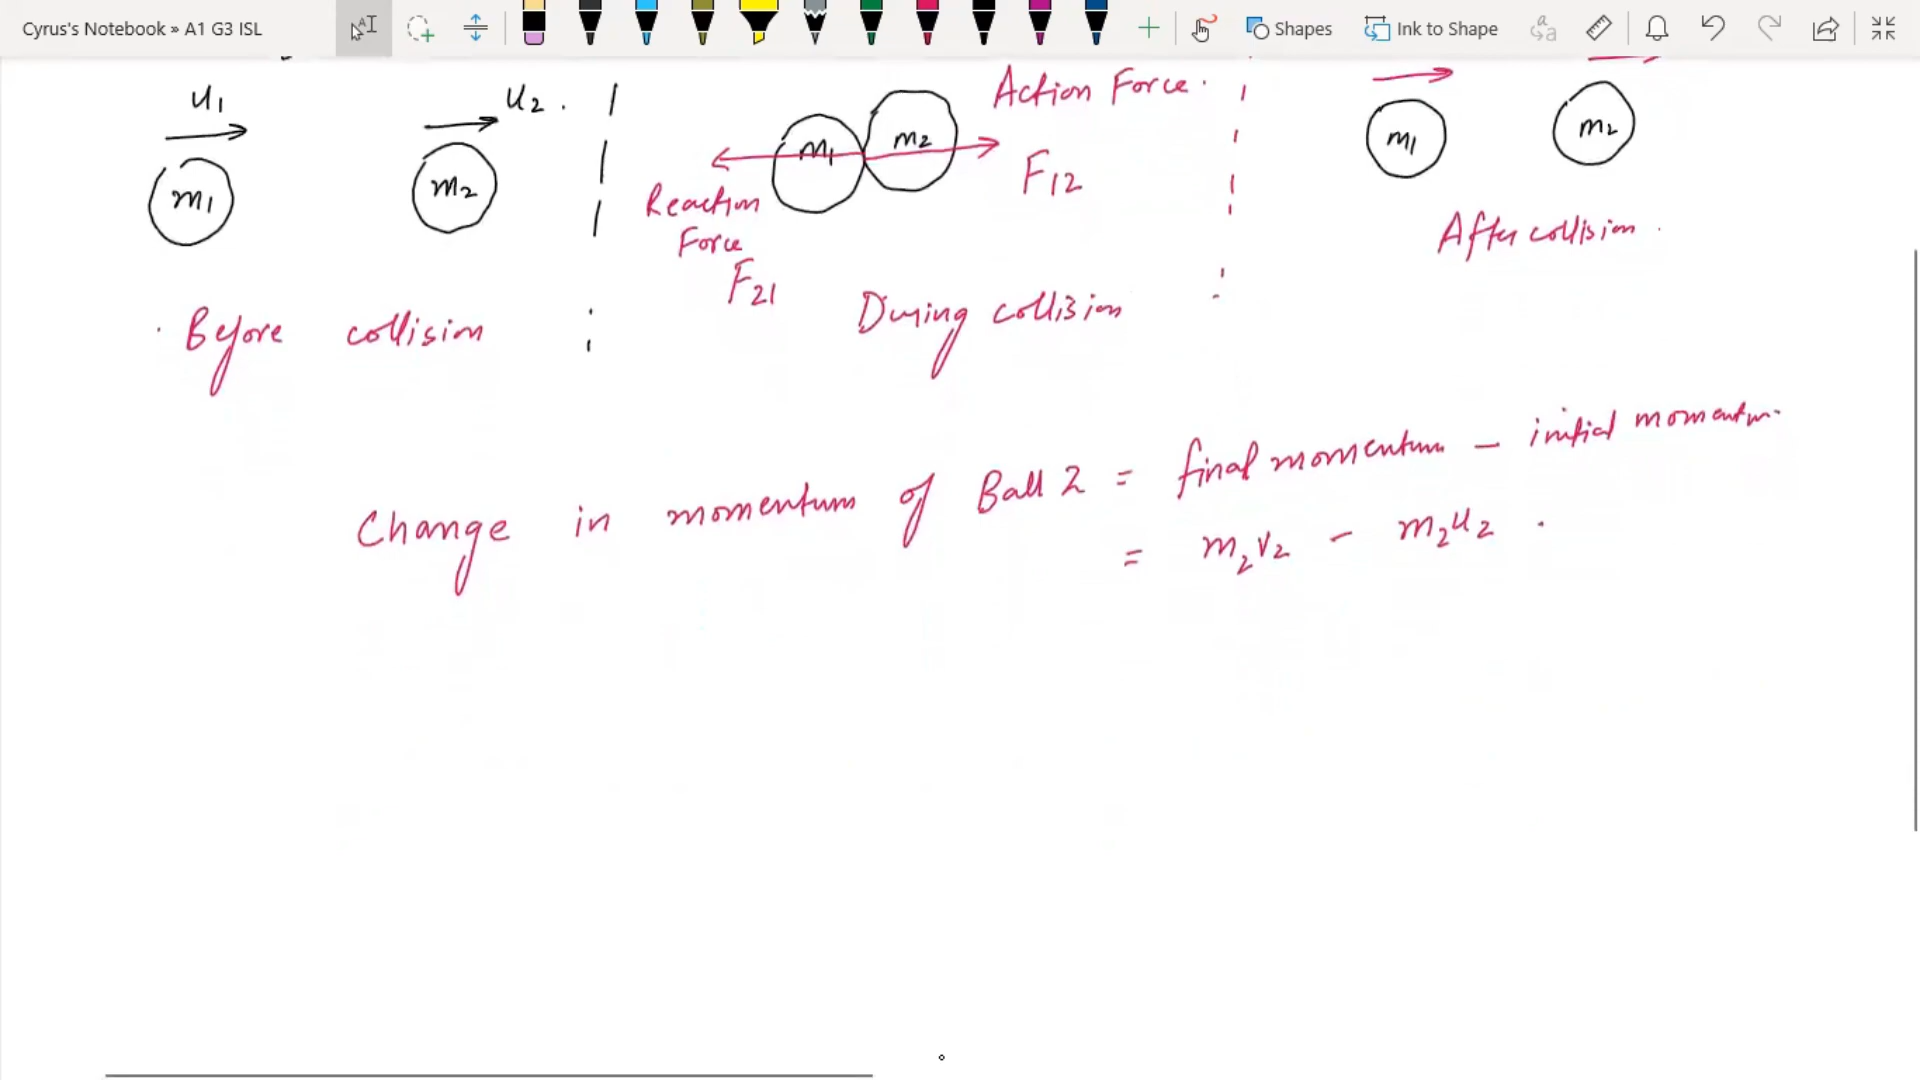 Cyrus's Notebook » A1 G3 ISL
Shapes
Ink to Shape
u1
u2 .
Action Force .
m1
m2
m1
m2
m1
m2
F12
Reaction
Force
F21
After collision .
Before collision
During collision
Change in momentum of Ball 2 = final momentum - initial momentum .
= m2v2 - m2u2 .